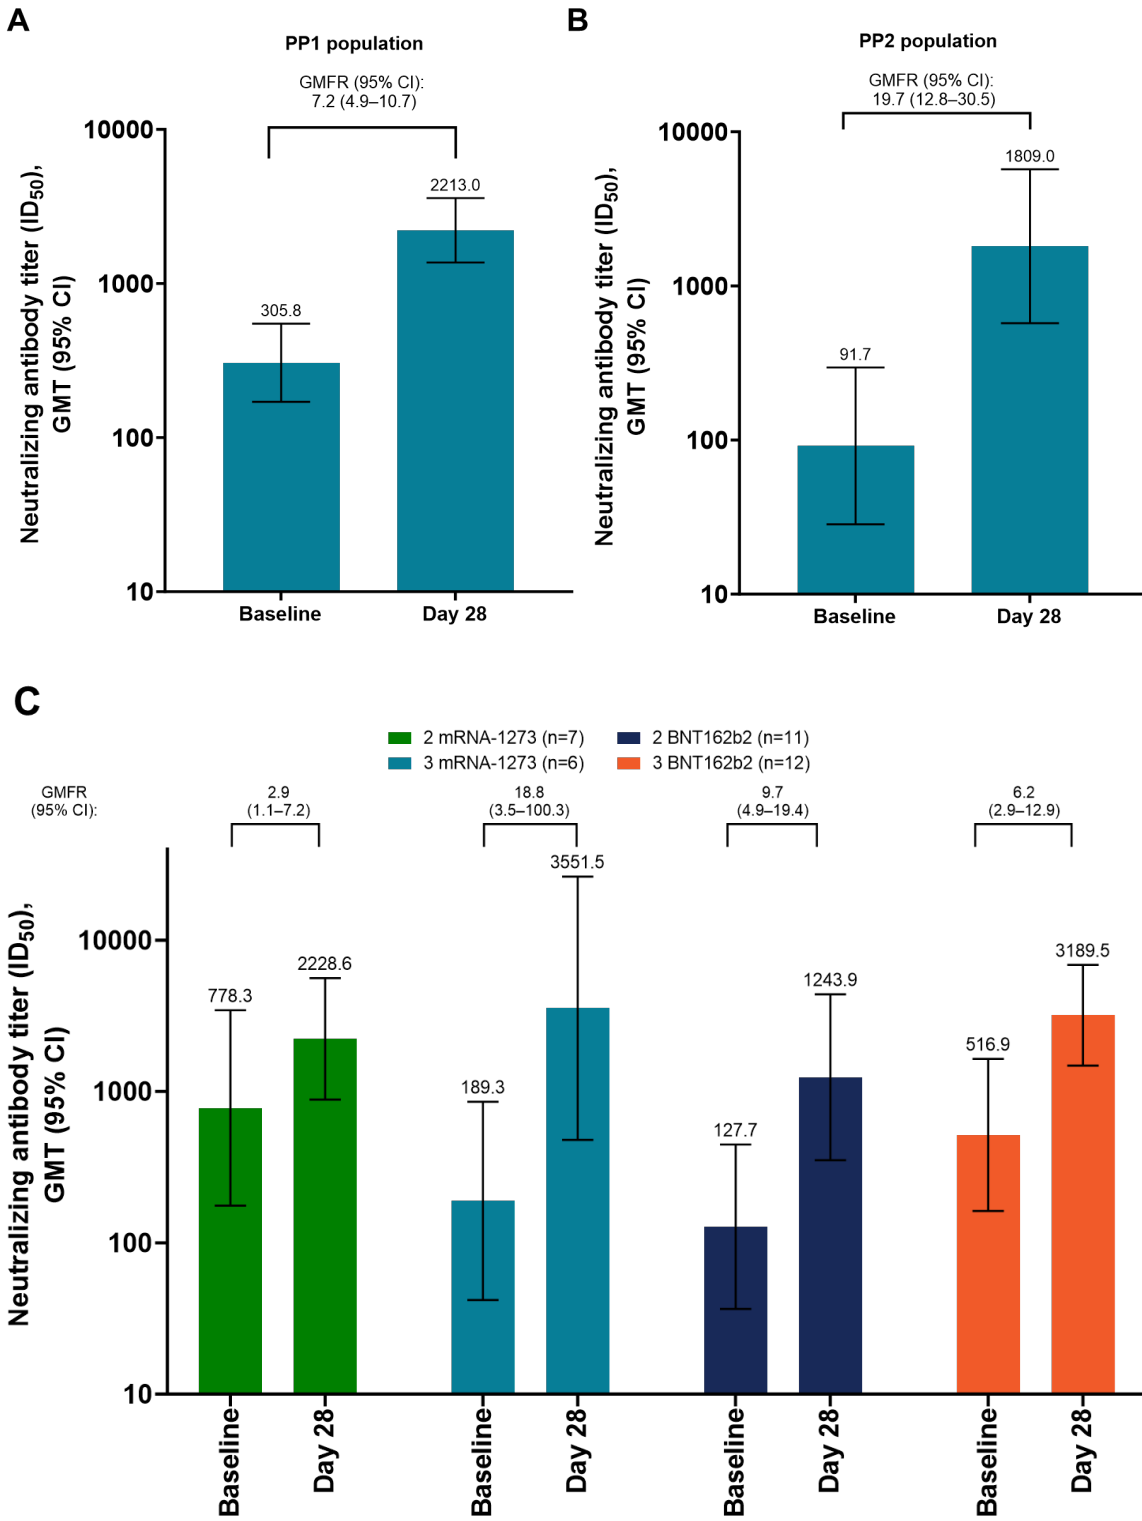 A
PP1 population
GMFR (95% CI):
7.2 (4.9–10.7)
Neutralizing antibody titer (ID50),
GMT (95% CI)
10000
1000
100
10
305.8
2213.0
Baseline
Day 28
B
PP2 population
GMFR (95% CI):
19.7 (12.8–30.5)
Neutralizing antibody titer (ID50),
GMT (95% CI)
10000
1000
100
10
91.7
1809.0
Baseline
Day 28
C
2 mRNA-1273 (n=7)
2 BNT162b2 (n=11)
3 mRNA-1273 (n=6)
3 BNT162b2 (n=12)
GMFR
(95% CI):
2.9
(1.1–7.2)
18.8
(3.5–100.3)
9.7
(4.9–19.4)
6.2
(2.9–12.9)
Neutralizing antibody titer (ID50),
GMT (95% CI)
10000
1000
100
10
778.3
2228.6
189.3
3551.5
127.7
1243.9
516.9
3189.5
Baseline
Day 28
Baseline
Day 28
Baseline
Day 28
Baseline
Day 28